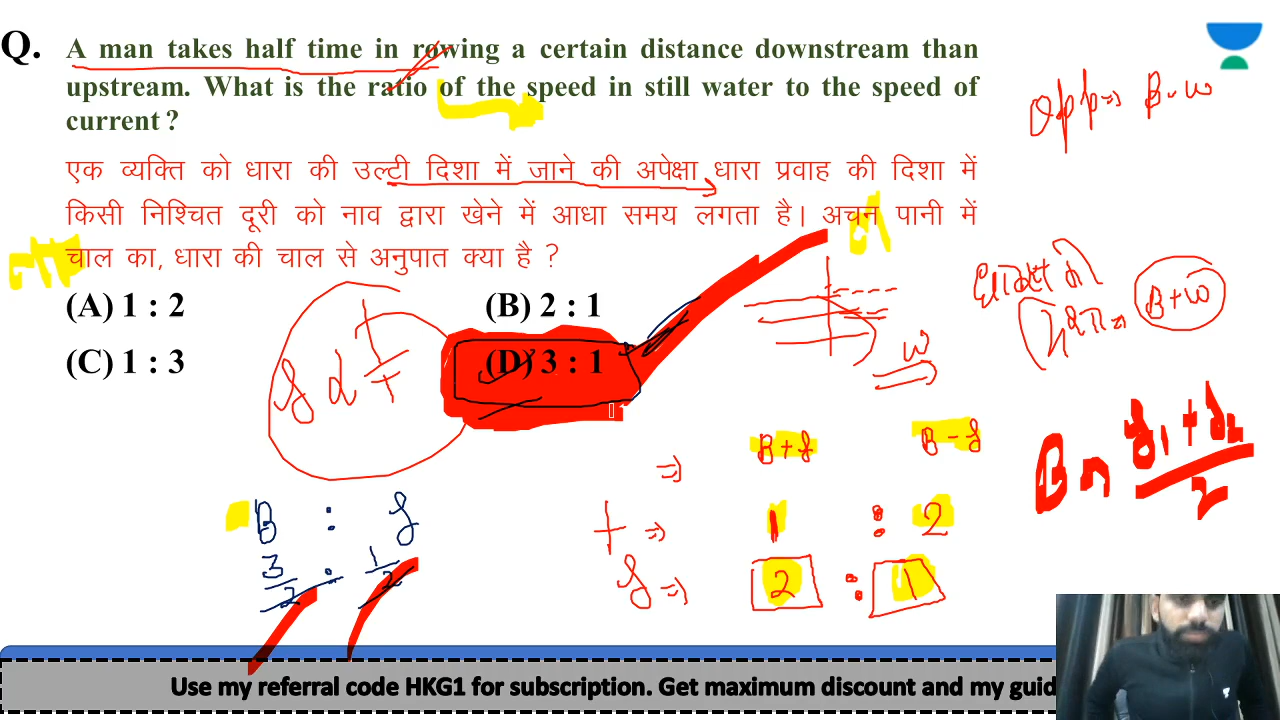 Q. A man takes half time in rowing a certain distance downstream than
upstream. What is the ratio of the speed in still water to the speed of
current ?
एक व्यक्ति को धारा की उल्टी दिशा में जाने की अपेक्षा धारा प्रवाह की दिशा में
किसी निश्चित दूरी को नाव द्वारा खेने में आधा समय लगता है। अचन पानी में
चाल का, धारा की चाल से अनुपात क्या है ?
(A) 1 : 2 (B) 2 : 1
(C) 1 : 3 (D) 3 : 1
opp ⇒ B - w
B + w
w
B + S B - S
⇒
t ⇒ 1 : 2
S ⇒ 2 : 1
B : S
3/2 : 1/2
Use my referral code HKG1 for subscription. Get maximum discount and my guid